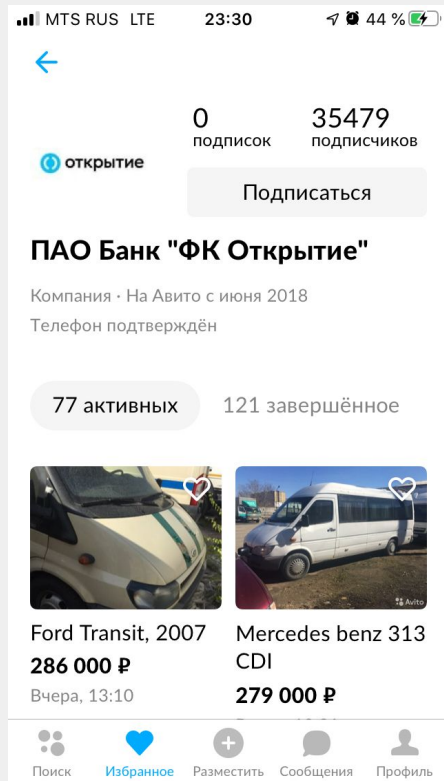 MTS RUS LTE 23:30 44 %
0 35479
подписок подписчиков
открытие
Подписаться
ПАО Банк "ФК Открытие"
Компания · На Авито с июня 2018
Телефон подтверждён
77 активных 121 завершённое
Avito
Ford Transit, 2007
286 000 ₽
Вчера, 13:10
Mercedes benz 313
CDI
279 000 ₽
Поиск Избранное Разместить Сообщения Профиль